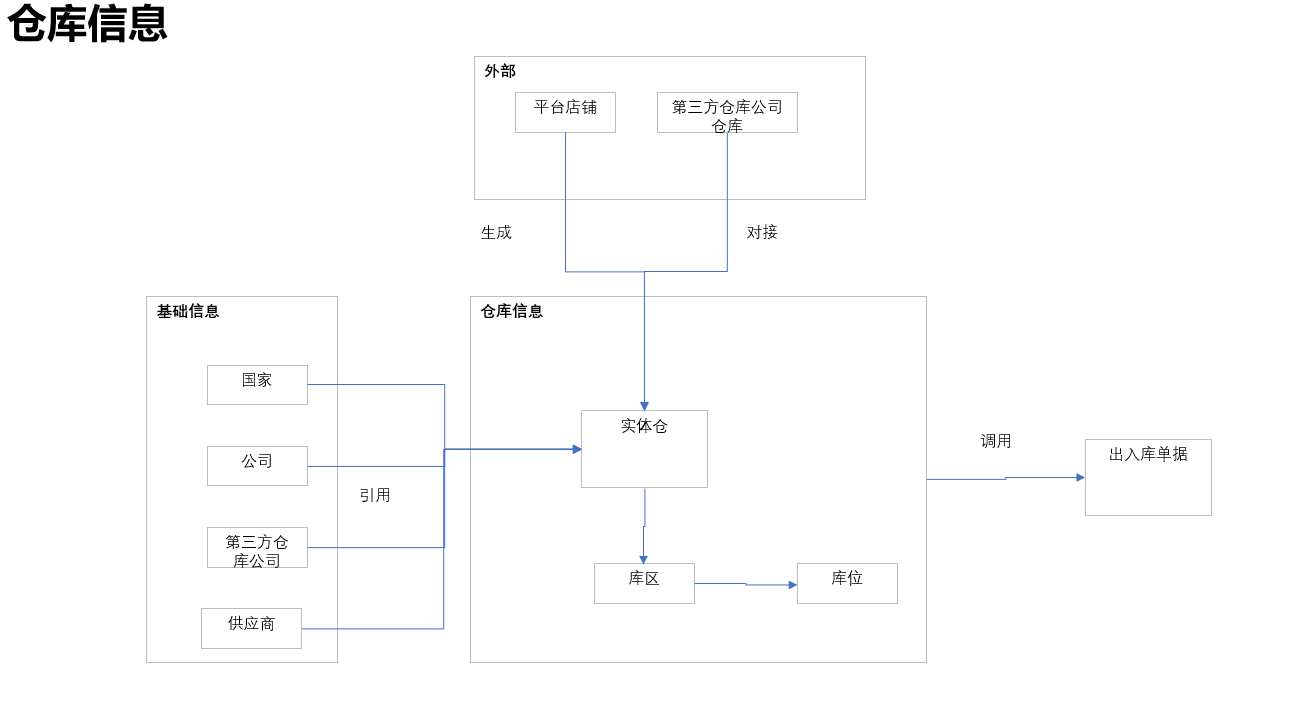 仓库信息
外部
平台店铺
第三方仓库公司
仓库
生成
对接
基础信息
仓库信息
国家
公司
引用
第三方仓
库公司
供应商
实体仓
库区
库位
调用
出入库单据